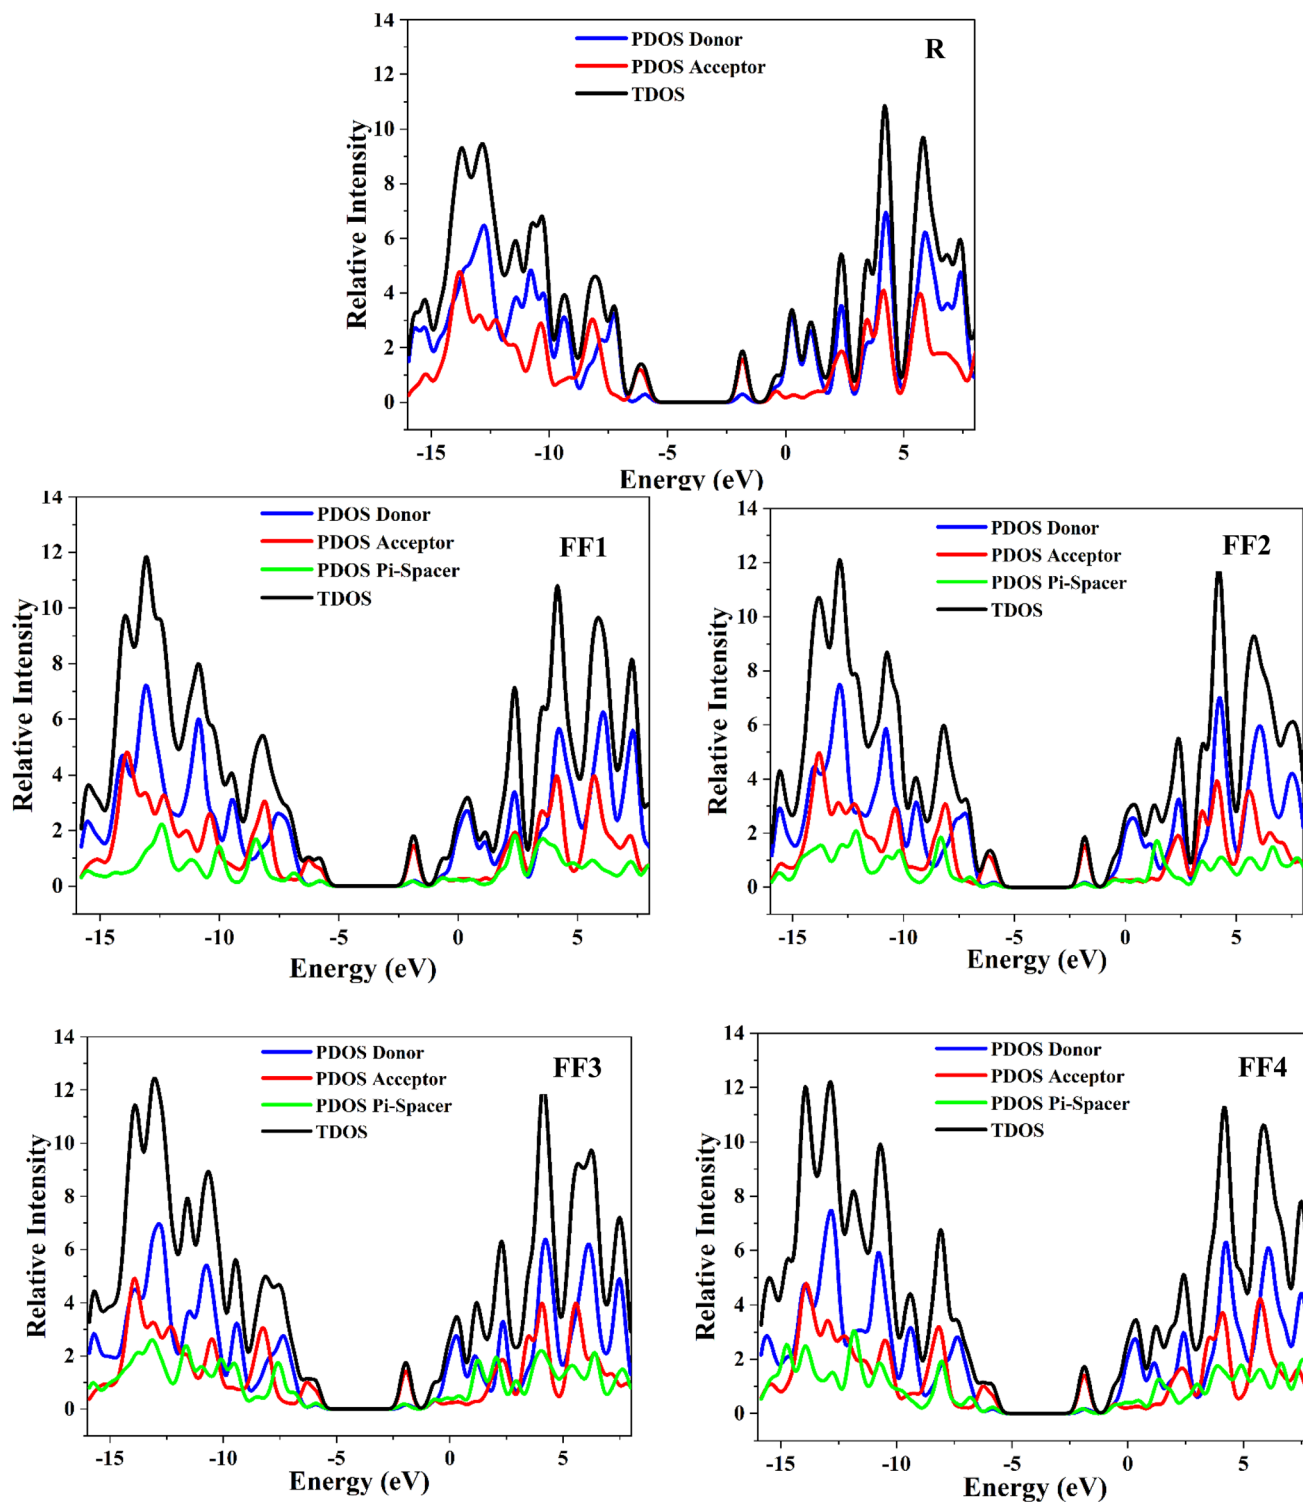 14
PDOS Donor
PDOS Acceptor
TDOS
R
12
10
8
6
4
2
0
Relative Intensity
-15 -10 -5 0 5
Energy (eV)
14
PDOS Donor
PDOS Acceptor
PDOS Pi-Spacer
TDOS
FF1
12
10
8
6
4
2
0
Relative Intensity
-15 -10 -5 0 5
Energy (eV)
14
PDOS Donor
PDOS Acceptor
PDOS Pi-Spacer
TDOS
FF2
12
10
8
6
4
2
0
Relative Intensity
-15 -10 -5 0 5
Energy (eV)
14
PDOS Donor
PDOS Acceptor
PDOS Pi-Spacer
TDOS
FF3
12
10
8
6
4
2
0
Relative Intensity
-15 -10 -5 0 5
Energy (eV)
14
PDOS Donor
PDOS Acceptor
PDOS Pi-Spacer
TDOS
FF4
12
10
8
6
4
2
0
Relative Intensity
-15 -10 -5 0 5
Energy (eV)